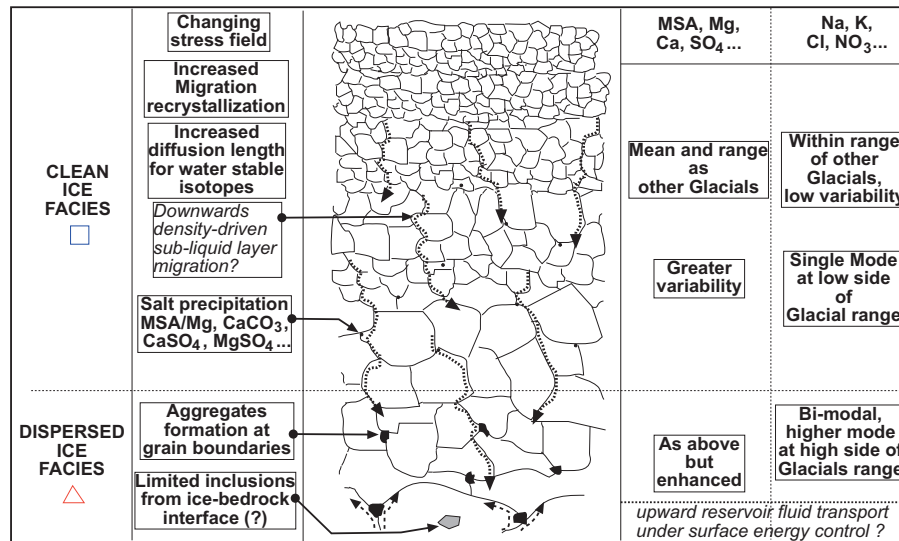 Changing
stress field
MSA, Mg,
Ca, SO₄ ...
Na, K,
Cl, NO₃...
CLEAN
ICE
FACIES
Increased
Migration
recrystallization
Increased
diffusion length
for water stable
isotopes
Downwards
density-driven
sub-liquid layer
migration?
Salt precipitation
MSA/Mg, CaCO₃,
CaSO₄, MgSO₄ ...
Mean and range
as
other Glacials
Greater
variability
Within range
of other
Glacials,
low variability
Single Mode
at low side
of
Glacial range
DISPERSED
ICE
FACIES
Aggregates
formation at
grain boundaries
Limited inclusions
from ice-bedrock
interface (?)
As above
but
enhanced
Bi-modal,
higher mode
at high side of
Glacials range
upward reservoir fluid transport
under surface energy control ?